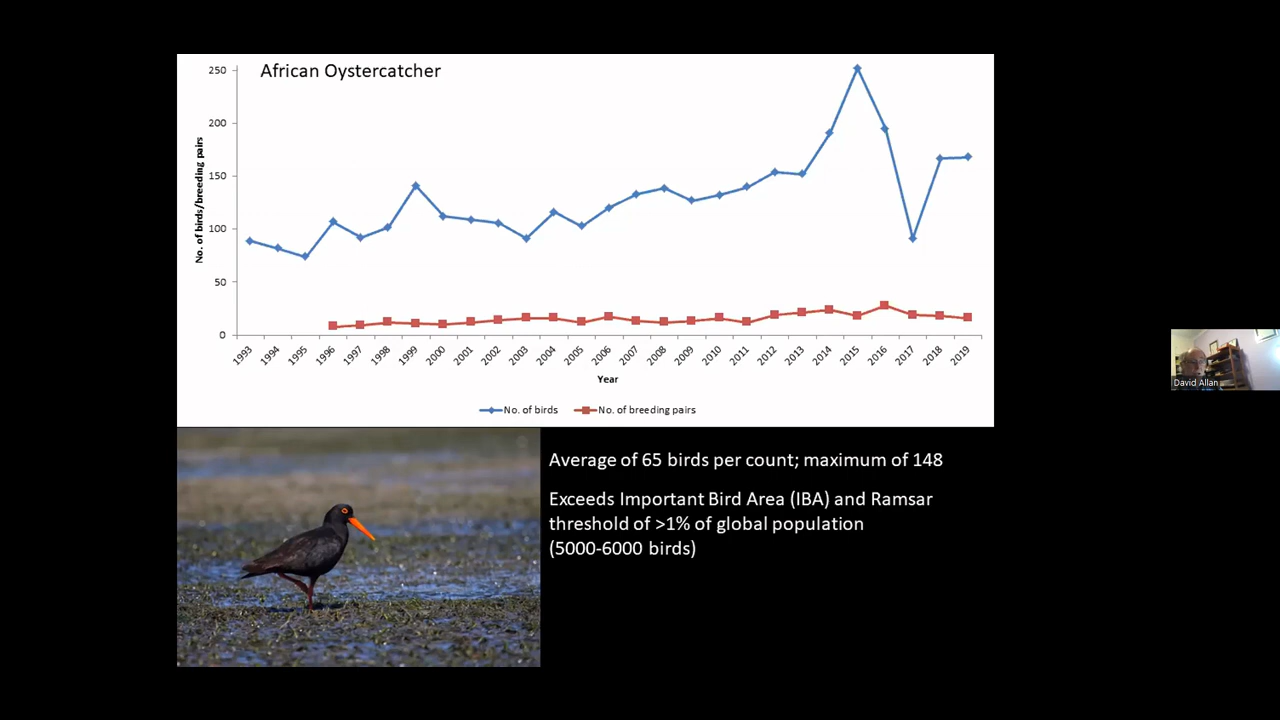 African Oystercatcher
250
200
150
100
50
0
No. of birds/breeding pairs
1993 1994 1995 1996 1997 1998 1999 2000 2001 2002 2003 2004 2005 2006 2007 2008 2009 2010 2011 2012 2013 2014 2015 2016 2017 2018 2019
Year
No. of birds No. of breeding pairs
Average of 65 birds per count; maximum of 148
Exceeds Important Bird Area (IBA) and Ramsar
threshold of >1% of global population
(5000-6000 birds)
David Allan